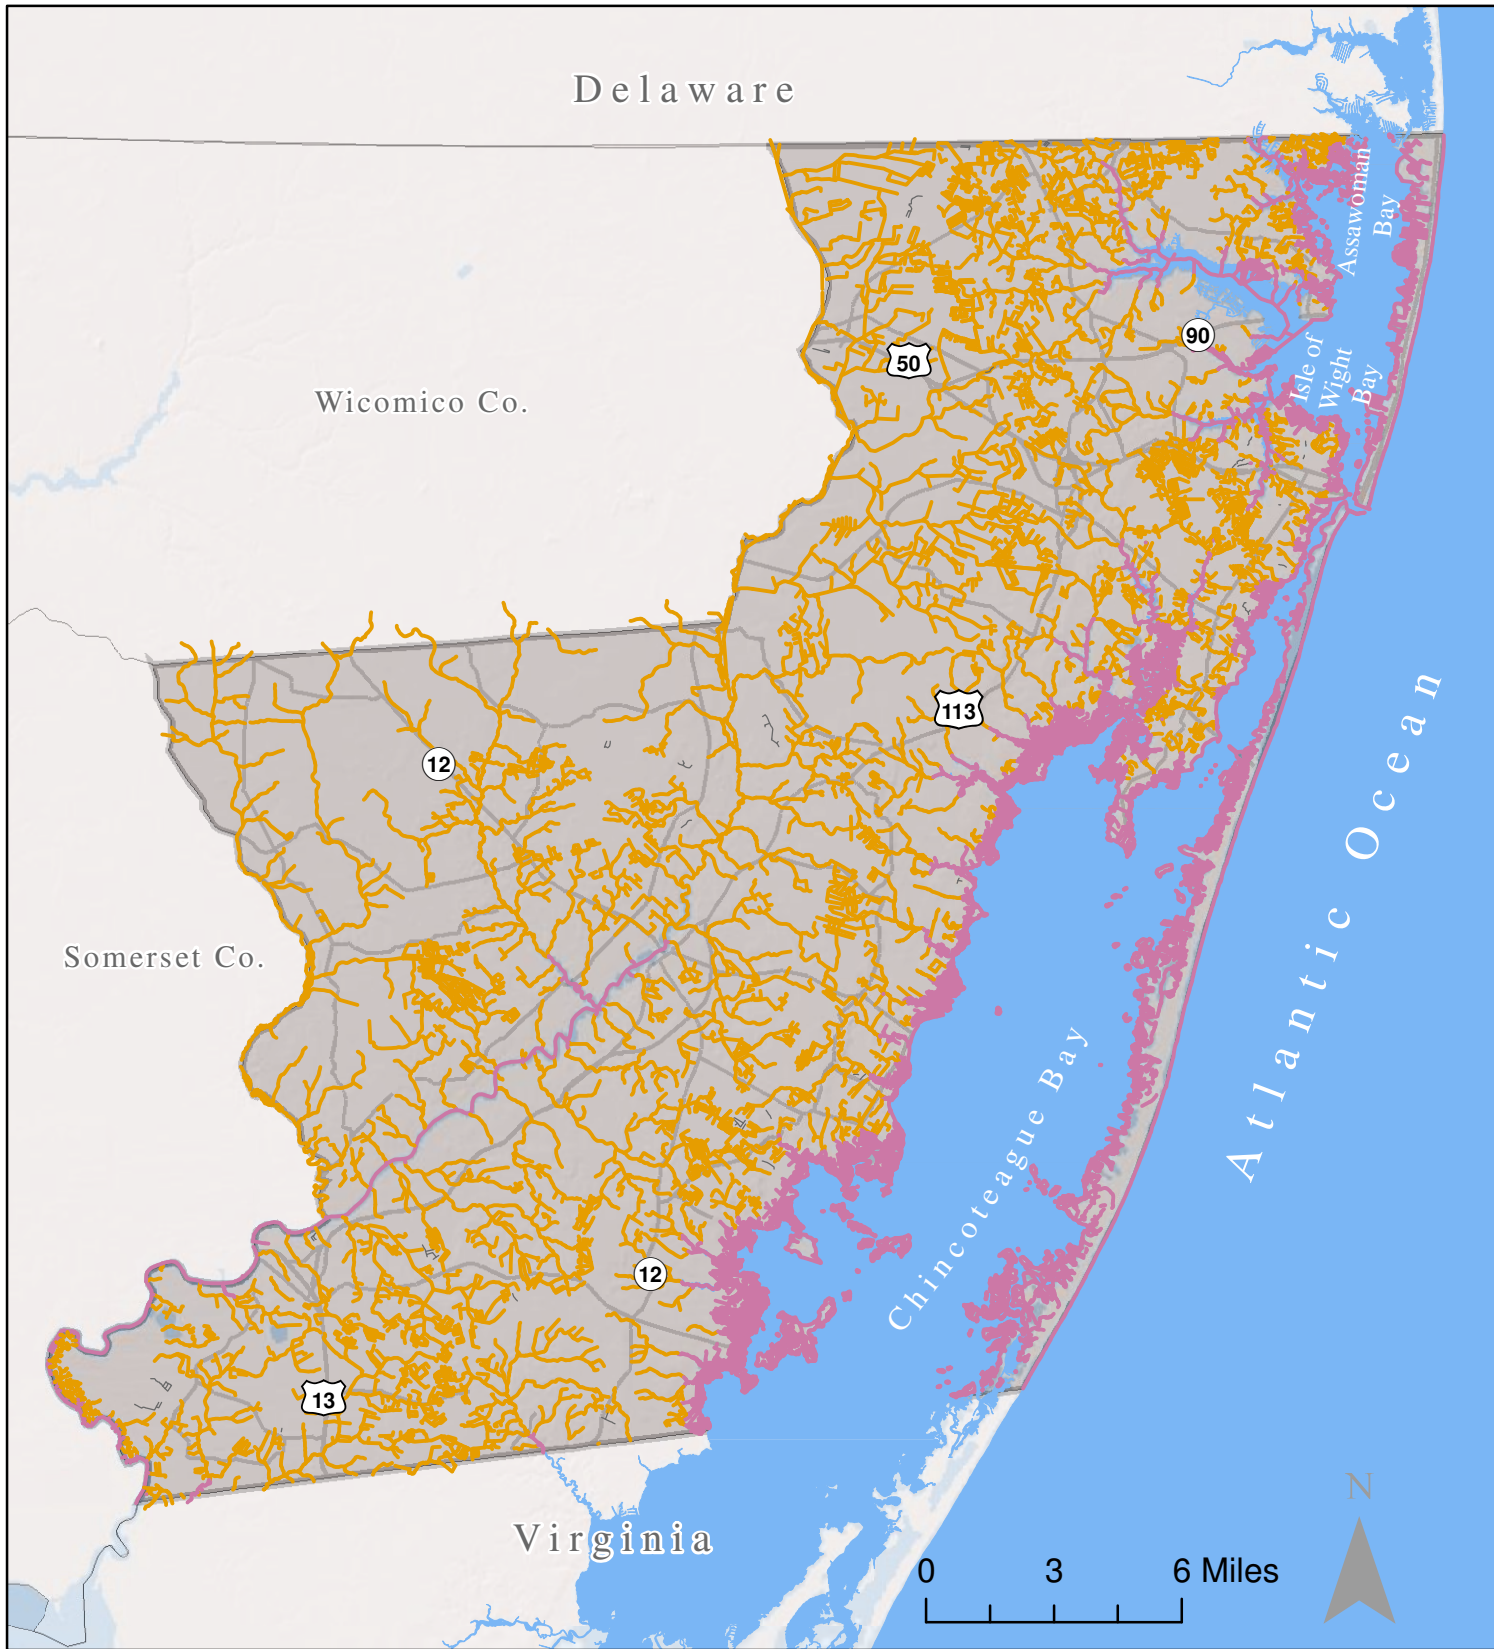 Delaware
Assawoman
Bay
90
50
Isle of
Wight
Bay
Wicomico Co.
113
12
Atlantic Ocean
Somerset Co.
Chincoteague Bay
12
13
N
Virginia
0 3 6 Miles